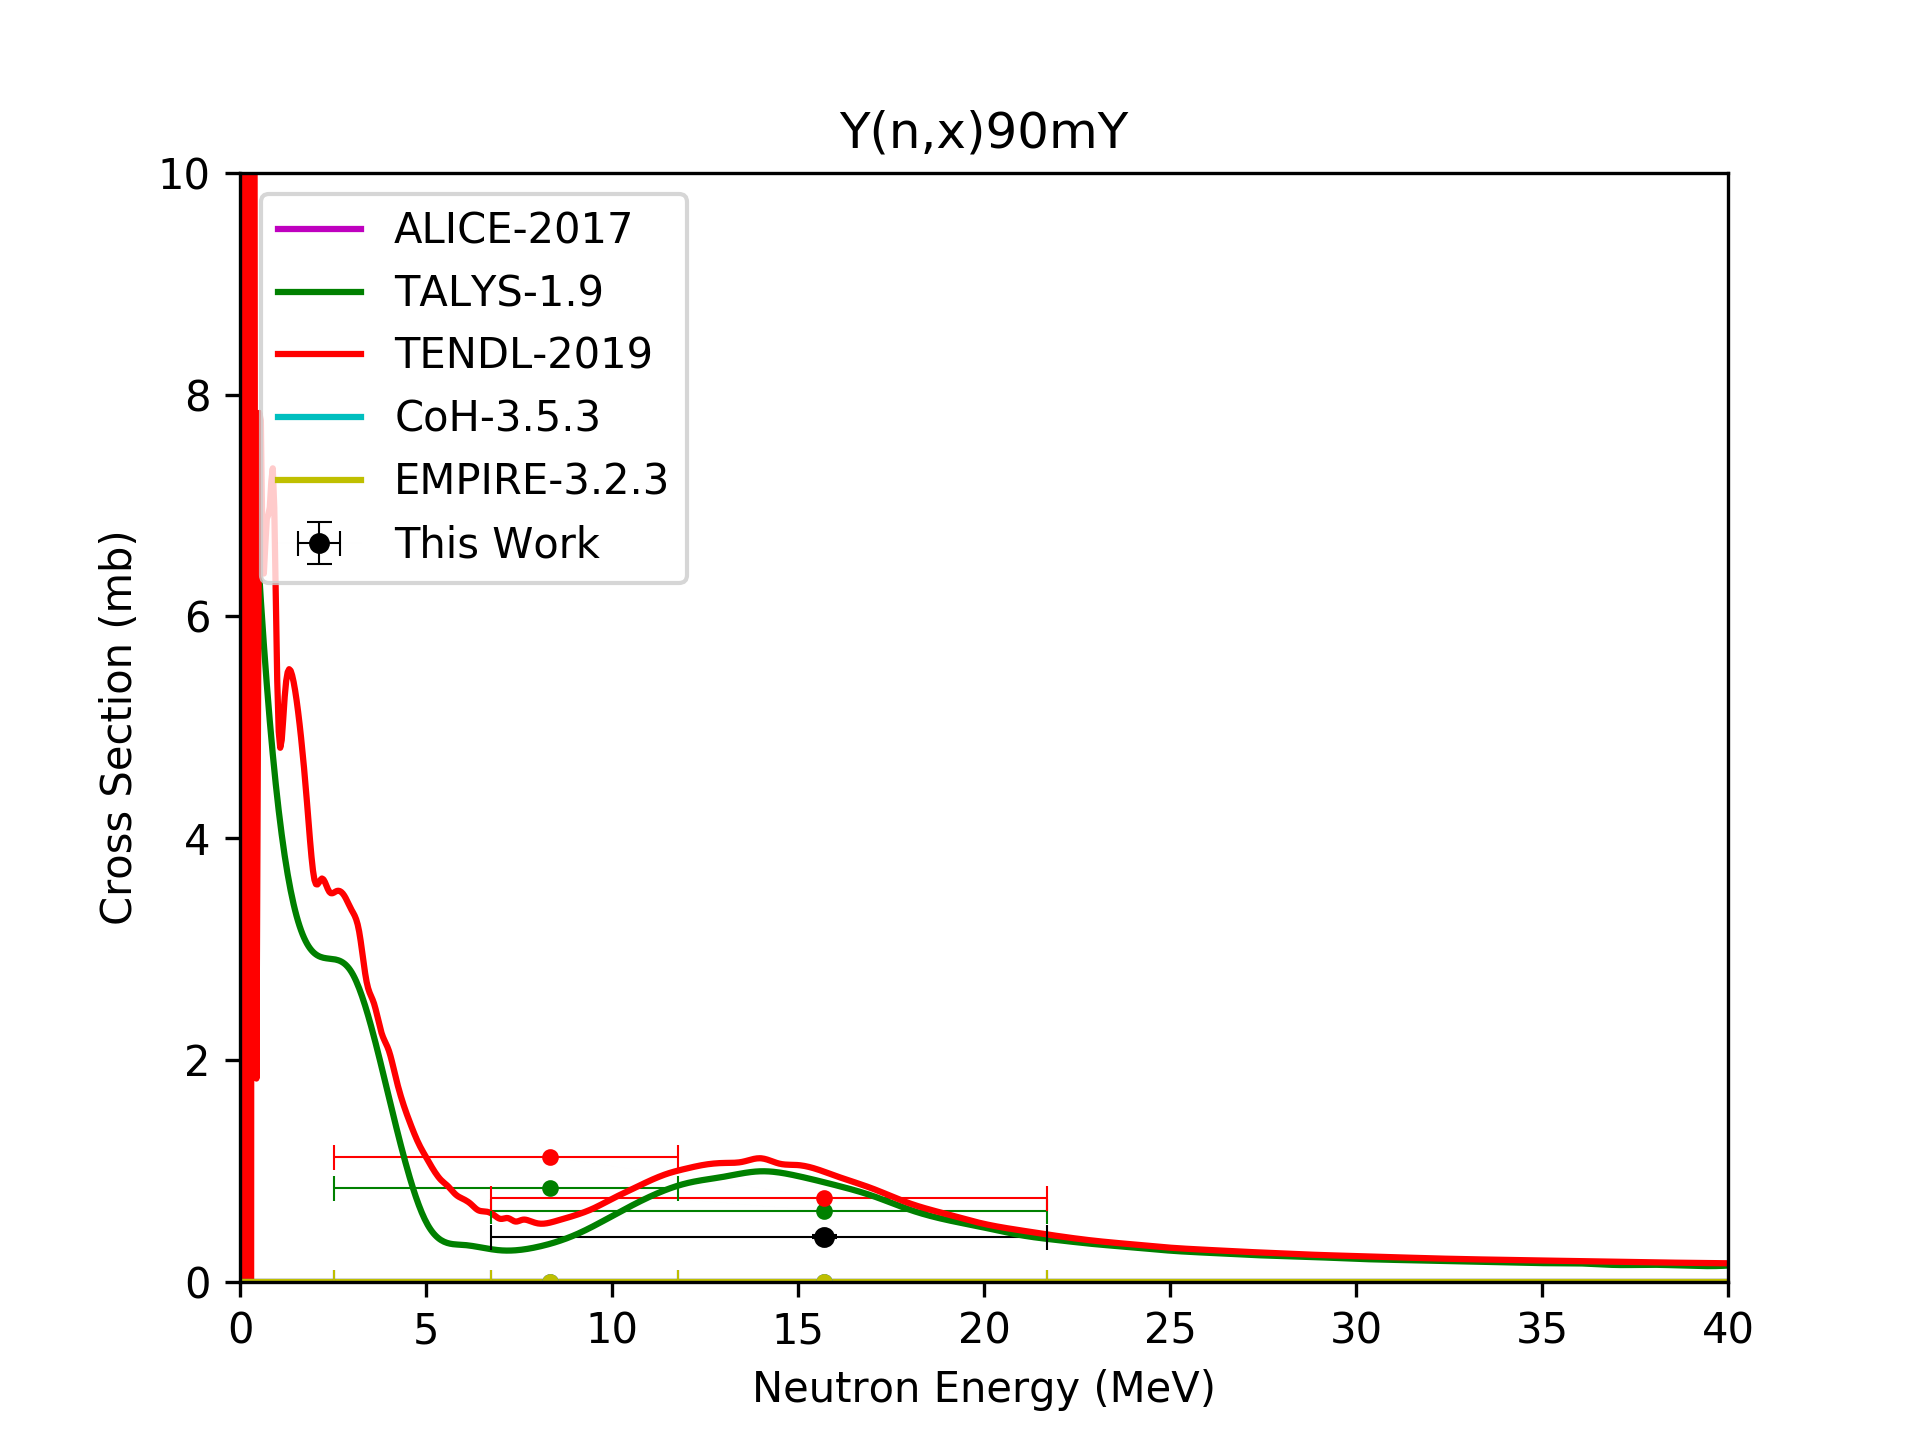 Y(n,x)90mY
10
8
6
4
2
0
Cross Section (mb)
ALICE-2017
TALYS-1.9
TENDL-2019
CoH-3.5.3
EMPIRE-3.2.3
This Work
0 5 10 15 20 25 30 35 40
Neutron Energy (MeV)